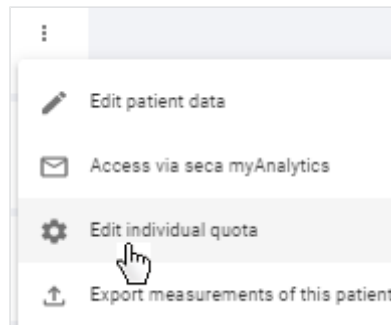 Edit patient data
Access via seca myAnalytics
Edit individual quota
Export measurements of this patient